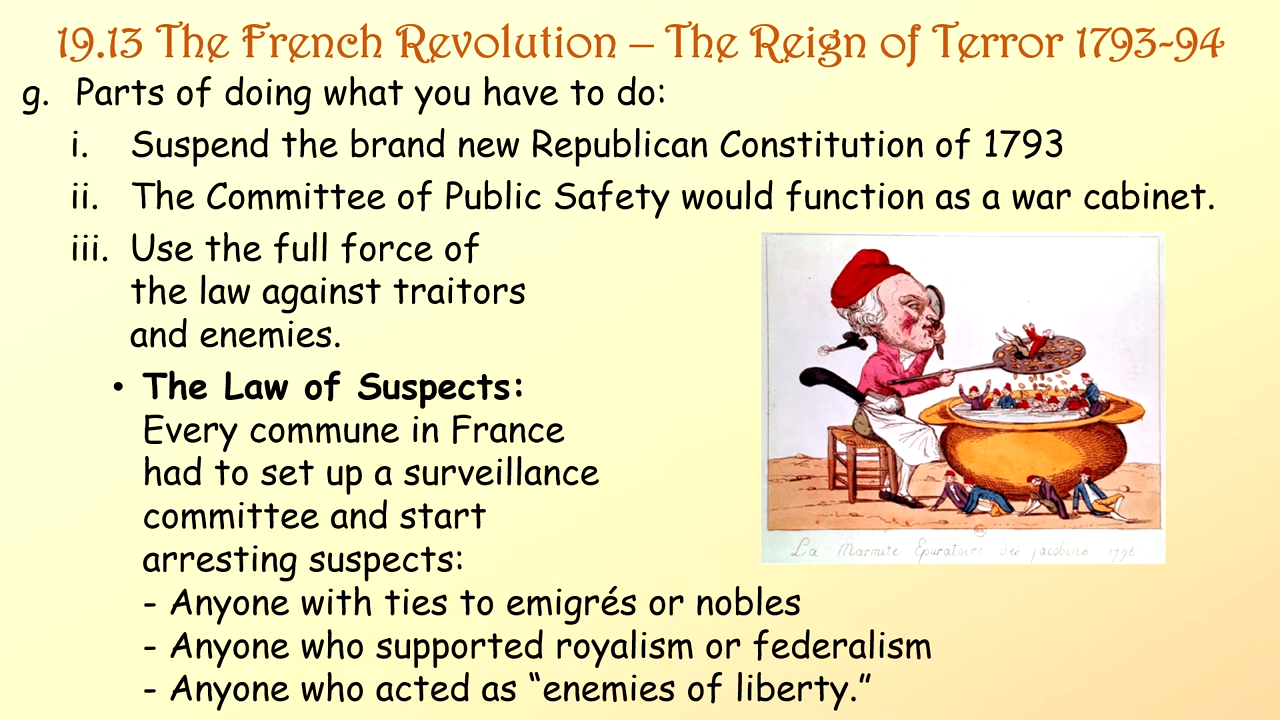 19.13 The French Revolution – The Reign of Terror 1793-94
g. Parts of doing what you have to do:
i. Suspend the brand new Republican Constitution of 1793
ii. The Committee of Public Safety would function as a war cabinet.
iii. Use the full force of
the law against traitors
and enemies.
• The Law of Suspects:
Every commune in France
had to set up a surveillance
committee and start
arresting suspects:
- Anyone with ties to emigrés or nobles
- Anyone who supported royalism or federalism
- Anyone who acted as “enemies of liberty.”
La Marmite Epuratoire des jacobins